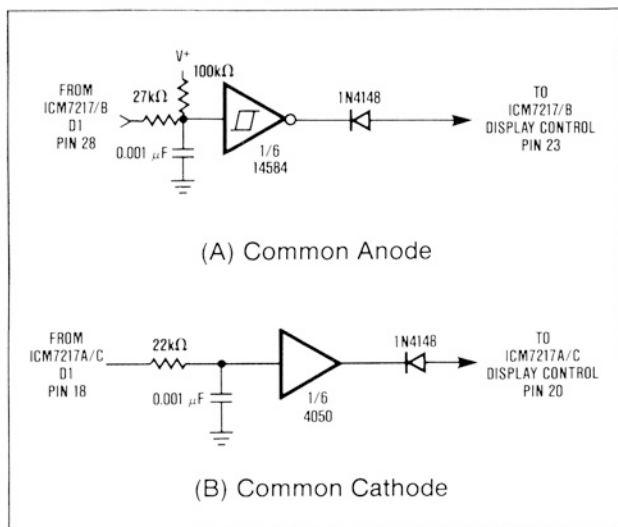 V+
100kΩ
FROM
ICM7217/B
D1
PIN 28
27kΩ
0.001 μF
1/6
14584
1N4148
TO
ICM7217/B
DISPLAY CONTROL
PIN 23
(A) Common Anode
FROM
ICM7217A/C
D1
PIN 18
22kΩ
0.001 μF
1/6
4050
1N4148
TO
ICM7217A/C
DISPLAY CONTROL
PIN 20
(B) Common Cathode